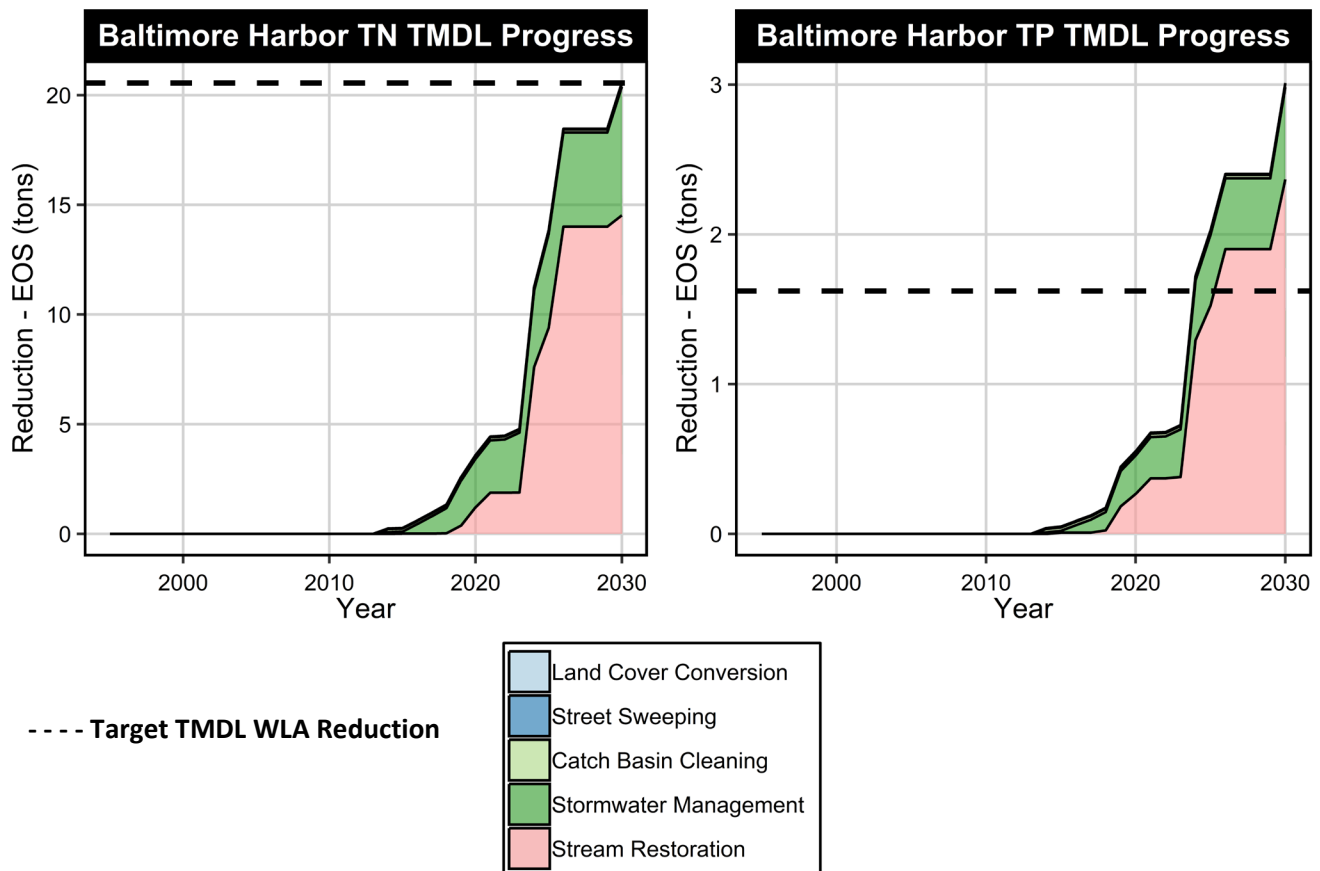 Baltimore Harbor TN TMDL Progress
Reduction - EOS (tons)
20
15
10
5
0
2000 2010 2020 2030
Year
Baltimore Harbor TP TMDL Progress
Reduction - EOS (tons)
3
2
1
0
2000 2010 2020 2030
Year
- - - - Target TMDL WLA Reduction
Land Cover Conversion
Street Sweeping
Catch Basin Cleaning
Stormwater Management
Stream Restoration